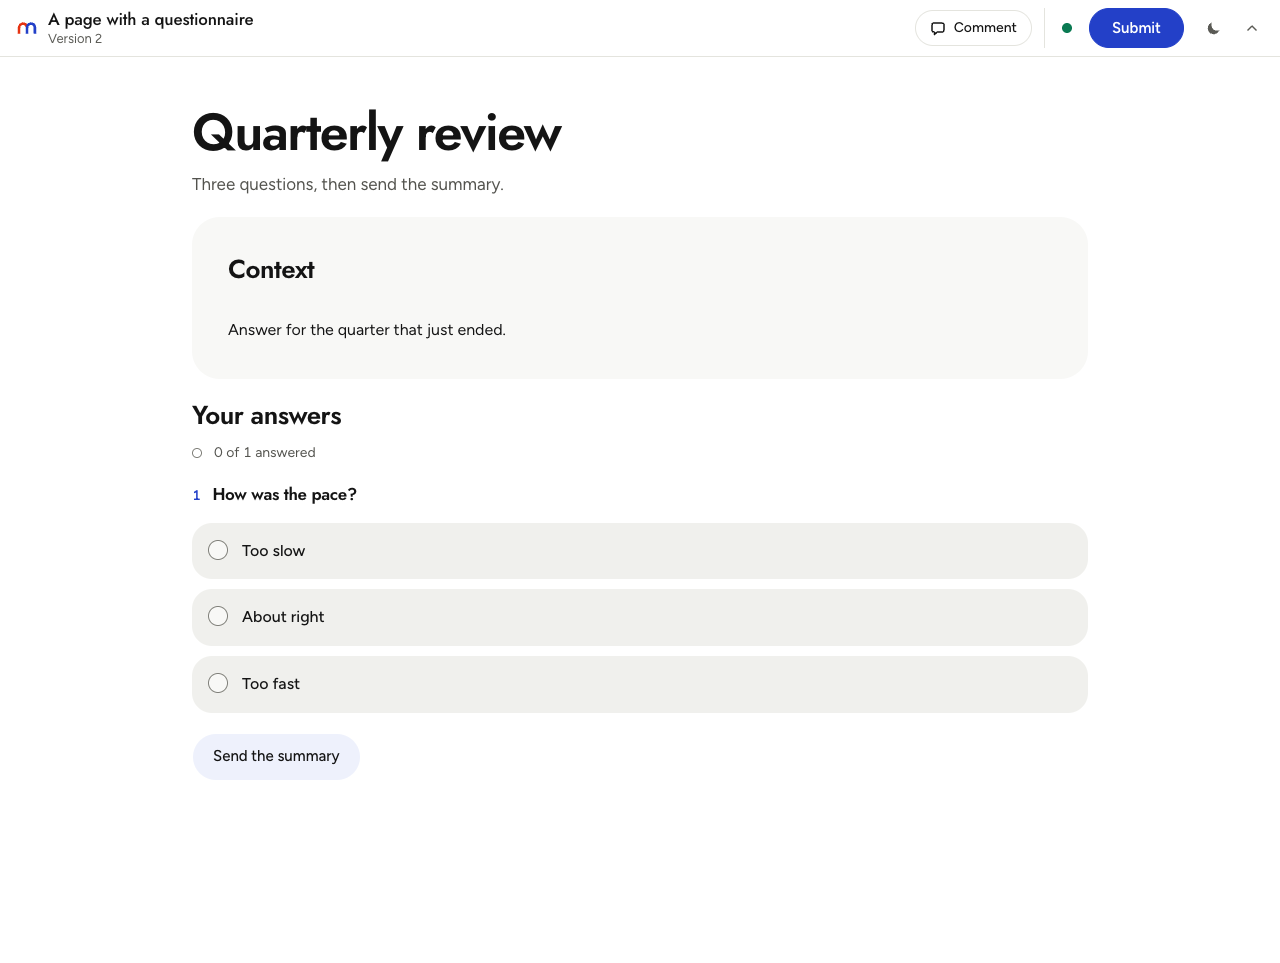 A page with a questionnaire
Version 2
Comment
Submit
Quarterly review
Three questions, then send the summary.
Context
Answer for the quarter that just ended.
Your answers
0 of 1 answered
1 How was the pace?
Too slow
About right
Too fast
Send the summary